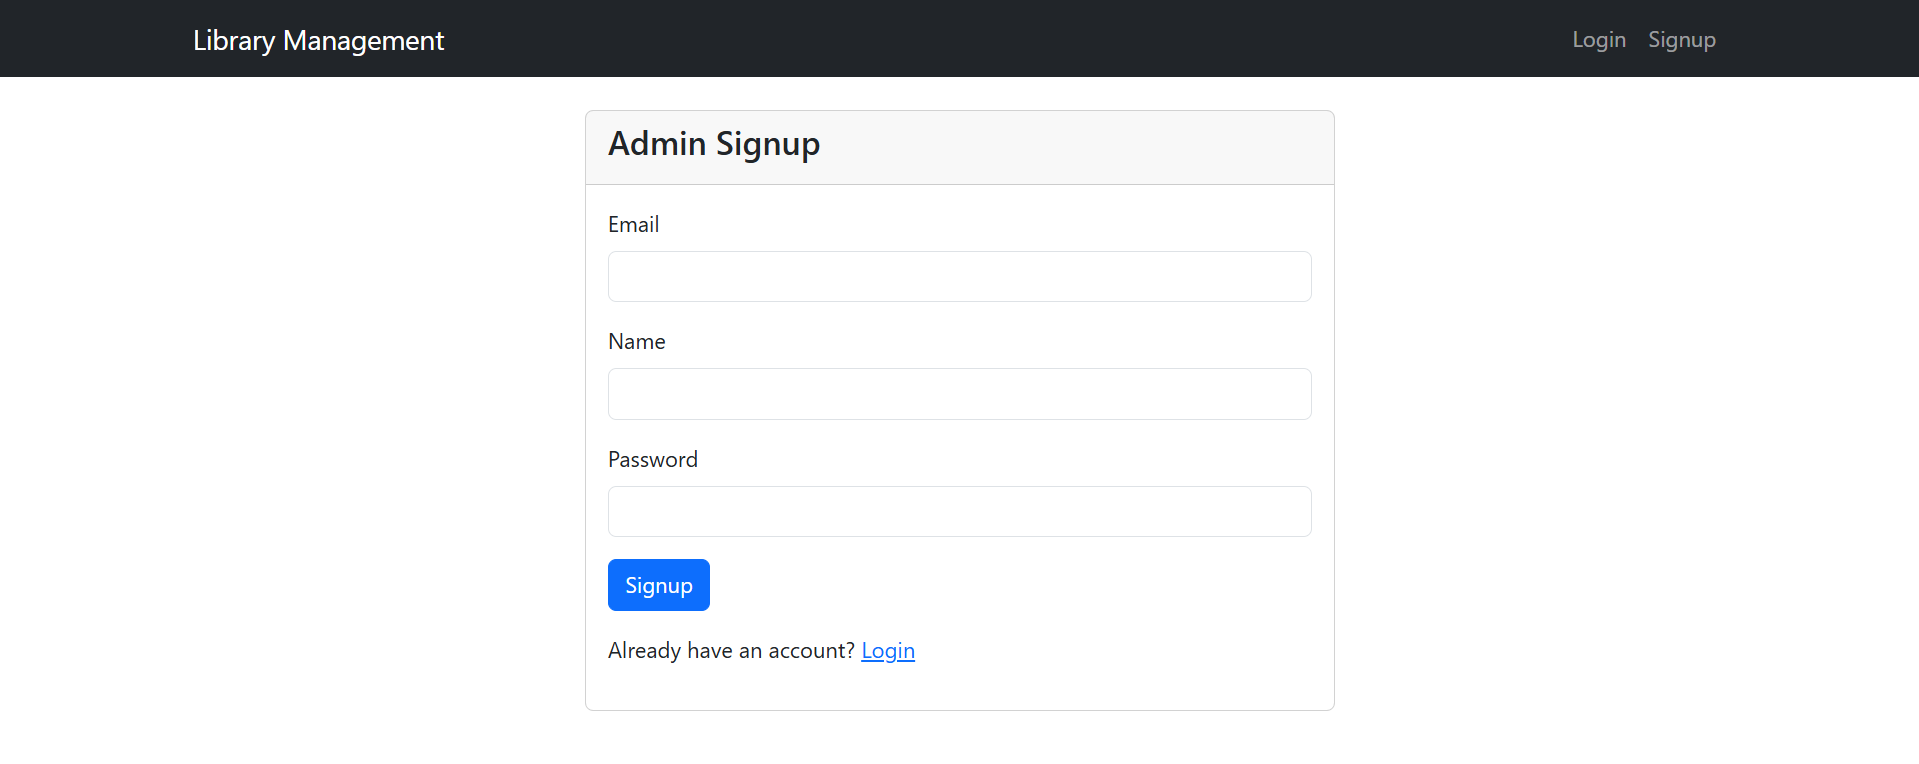 Library Management
Login Signup
Admin Signup
Email
Name
Password
Signup
Already have an account? Login